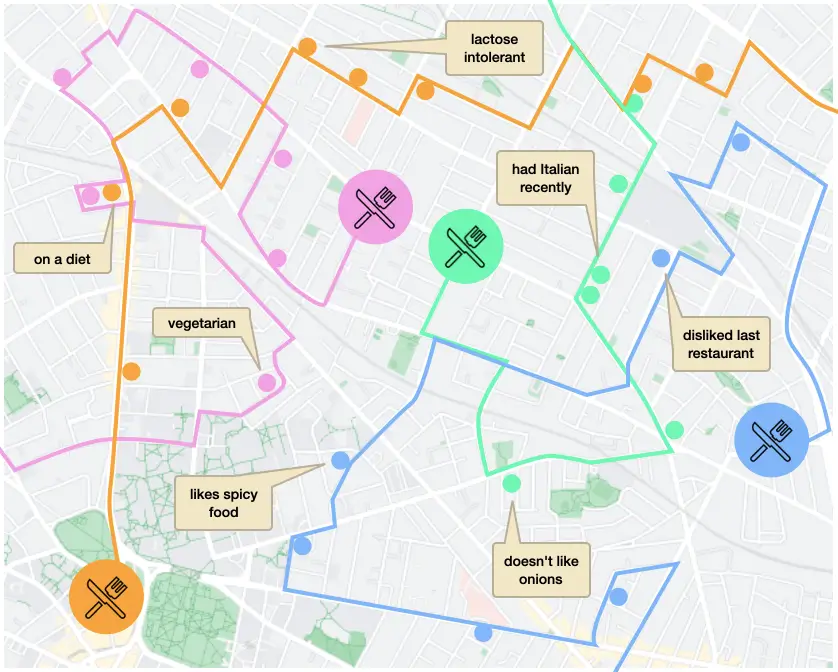 lactose
intolerant
had Italian
recently
on a diet
vegetarian
disliked last
restaurant
likes spicy
food
doesn't like
onions